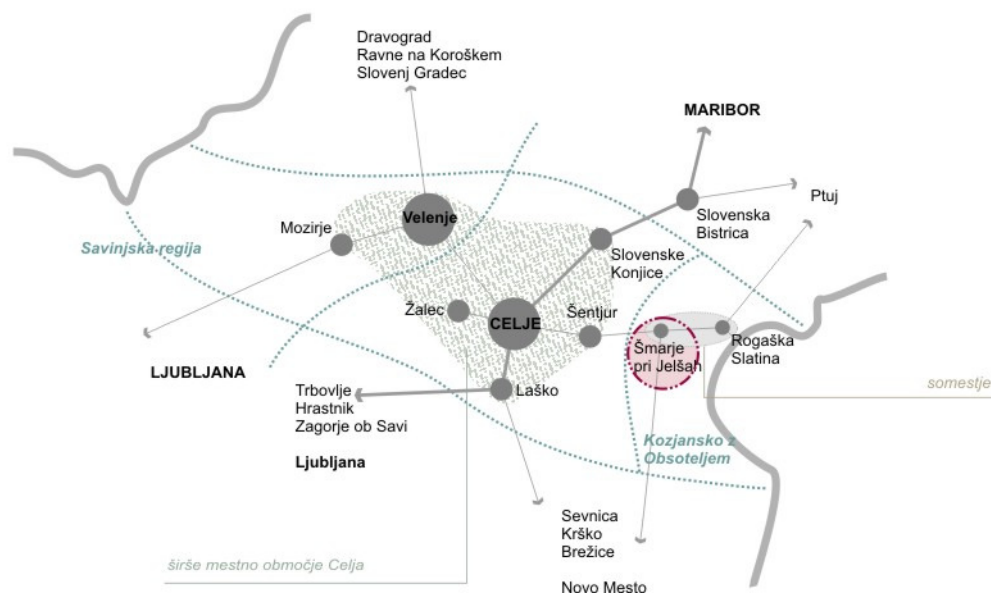 Dravograd
Ravne na Koroškem
Slovenj Gradec
MARIBOR
Ptuj
Velenje
Mozirje
Slovenska
Bistrica
Savinjska regija
Slovenske
Konjice
Žalec
CELJE
Šentjur
Šmarje
pri Jelšah
Rogaška
Slatina
LJUBLJANA
Trbovlje
Hrastnik
Zagorje ob Savi
Ljubljana
Laško
somestje
Kozjansko z
Obsoteljem
Sevnica
Krško
Brežice
Novo Mesto
širše mestno območje Celja